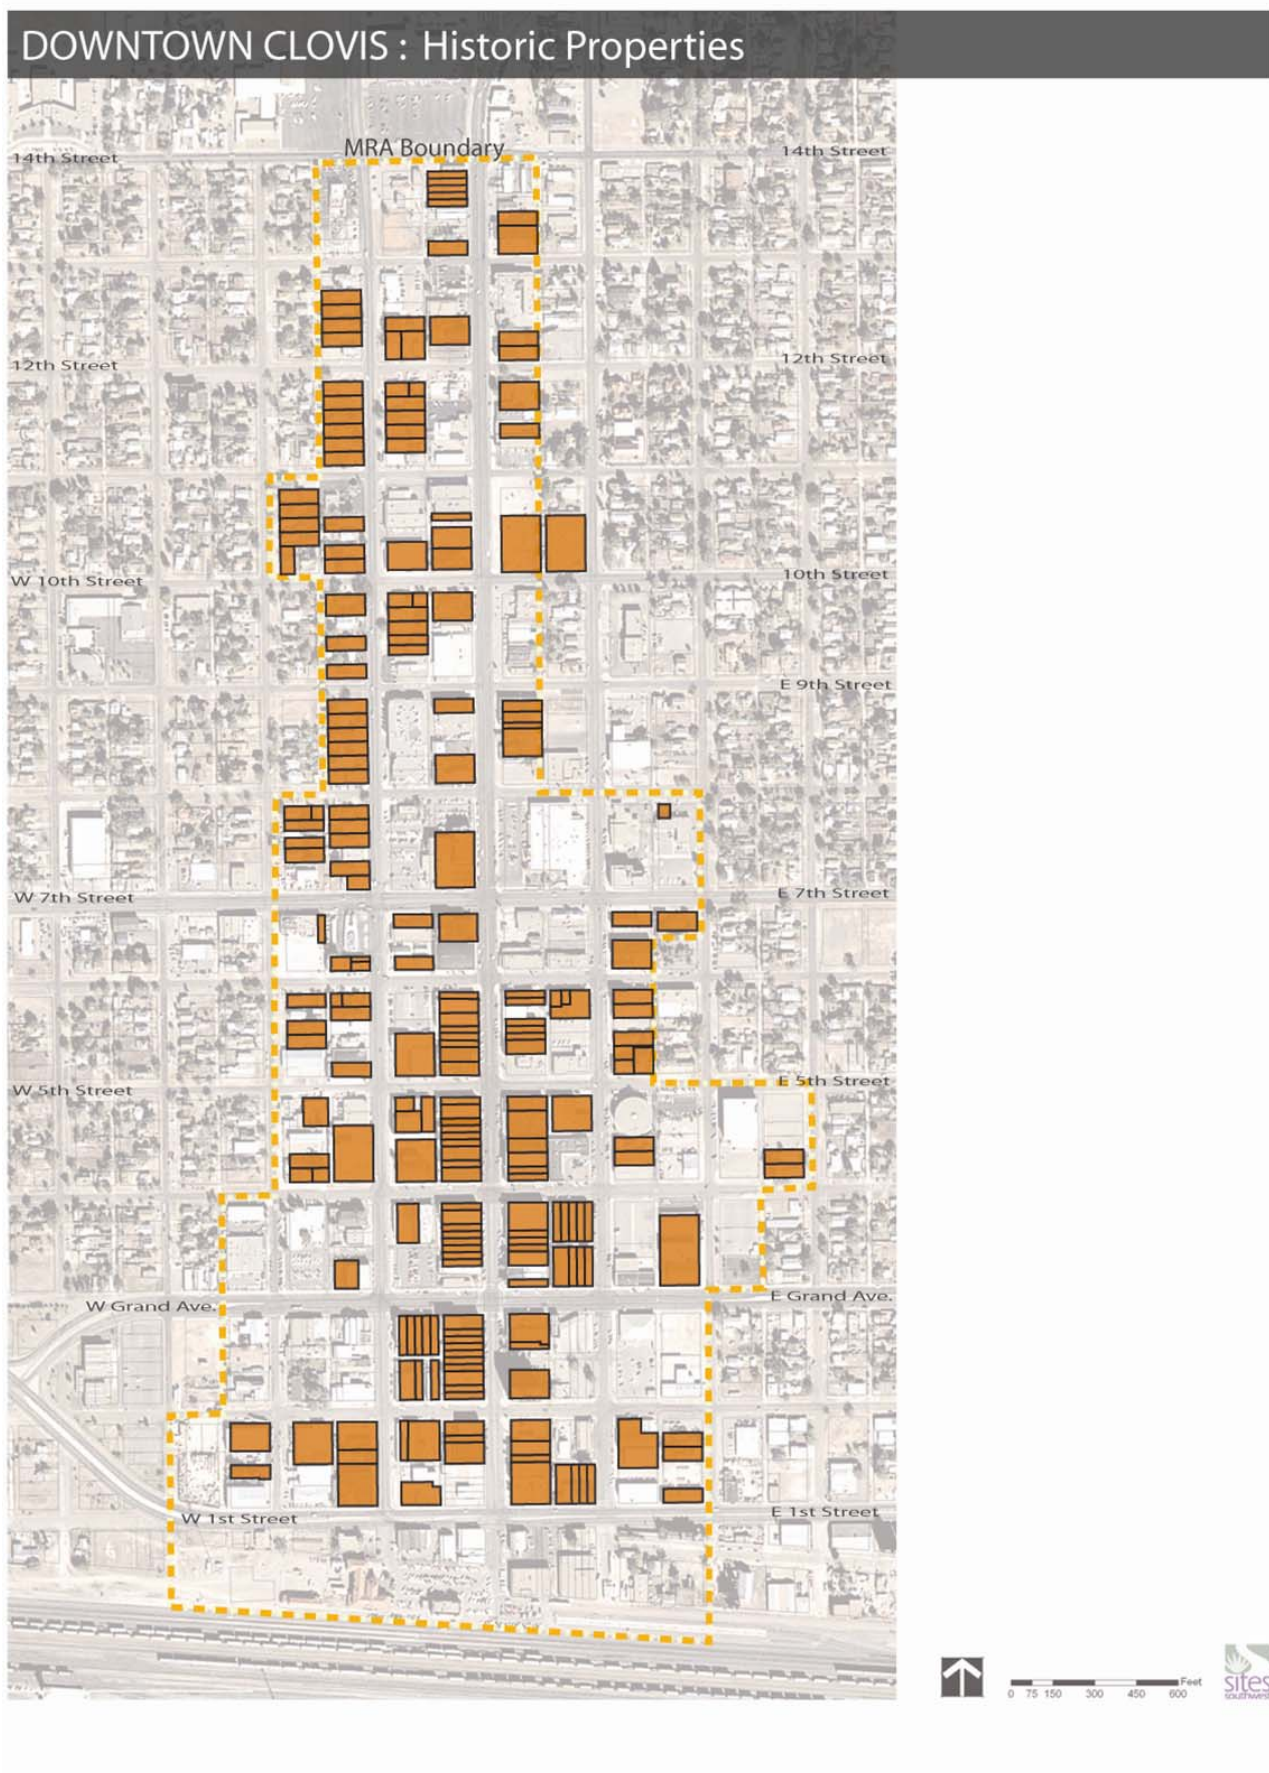 DOWNTOWN CLOVIS : Historic Properties
MRA Boundary
14th Street
14th Street
12th Street
12th Street
W 10th Street
10th Street
E 9th Street
W 7th Street
E 7th Street
W 5th Street
E 5th Street
W Grand Ave.
E Grand Ave.
W 1st Street
E 1st Street
Feet
0 75 150 300 450 600
sites
southwest